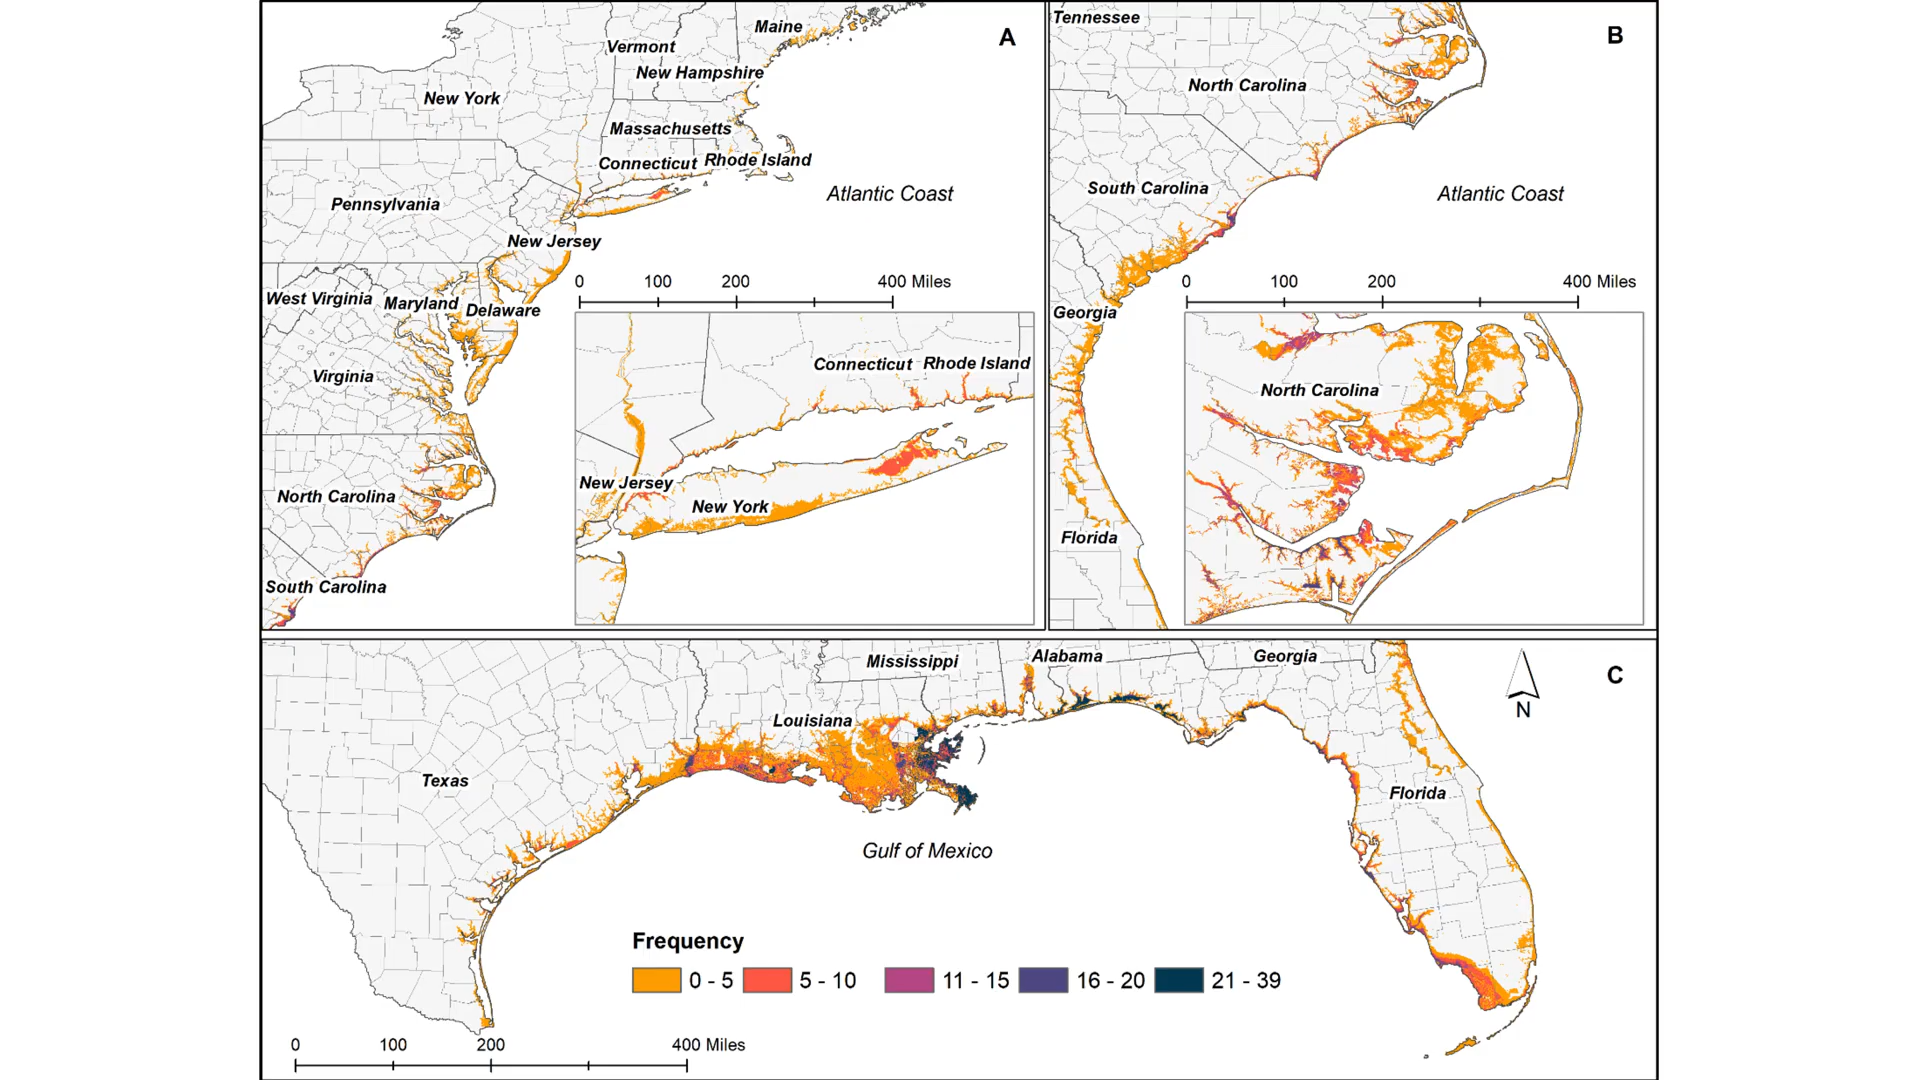 A
Maine
Vermont
New Hampshire
New York
Massachusetts
Connecticut Rhode Island
Atlantic Coast
Pennsylvania
New Jersey
West Virginia
Maryland
Delaware
Virginia
North Carolina
South Carolina
0 100 200 400 Miles
Connecticut Rhode Island
New Jersey
New York
B
Tennessee
North Carolina
South Carolina
Atlantic Coast
Georgia
Florida
0 100 200 400 Miles
North Carolina
C
Mississippi
Alabama
Georgia
N
Louisiana
Texas
Florida
Gulf of Mexico
Frequency
0 - 5 5 - 10 11 - 15 16 - 20 21 - 39
0 100 200 400 Miles